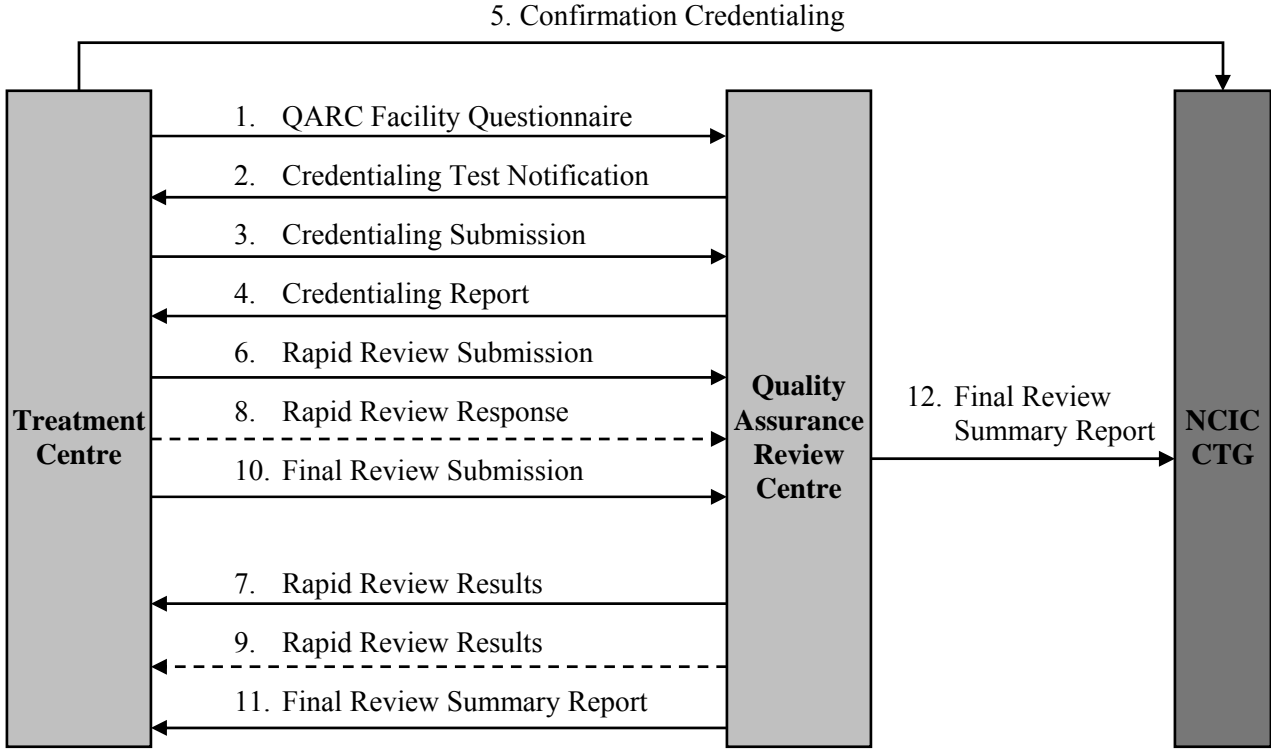 5. Confirmation Credentialing
1. QARC Facility Questionnaire
2. Credentialing Test Notification
3. Credentialing Submission
4. Credentialing Report
6. Rapid Review Submission
8. Rapid Review Response
10. Final Review Submission
7. Rapid Review Results
9. Rapid Review Results
11. Final Review Summary Report
Treatment
Centre
Quality
Assurance
Review
Centre
12. Final Review
Summary Report
NCIC
CTG